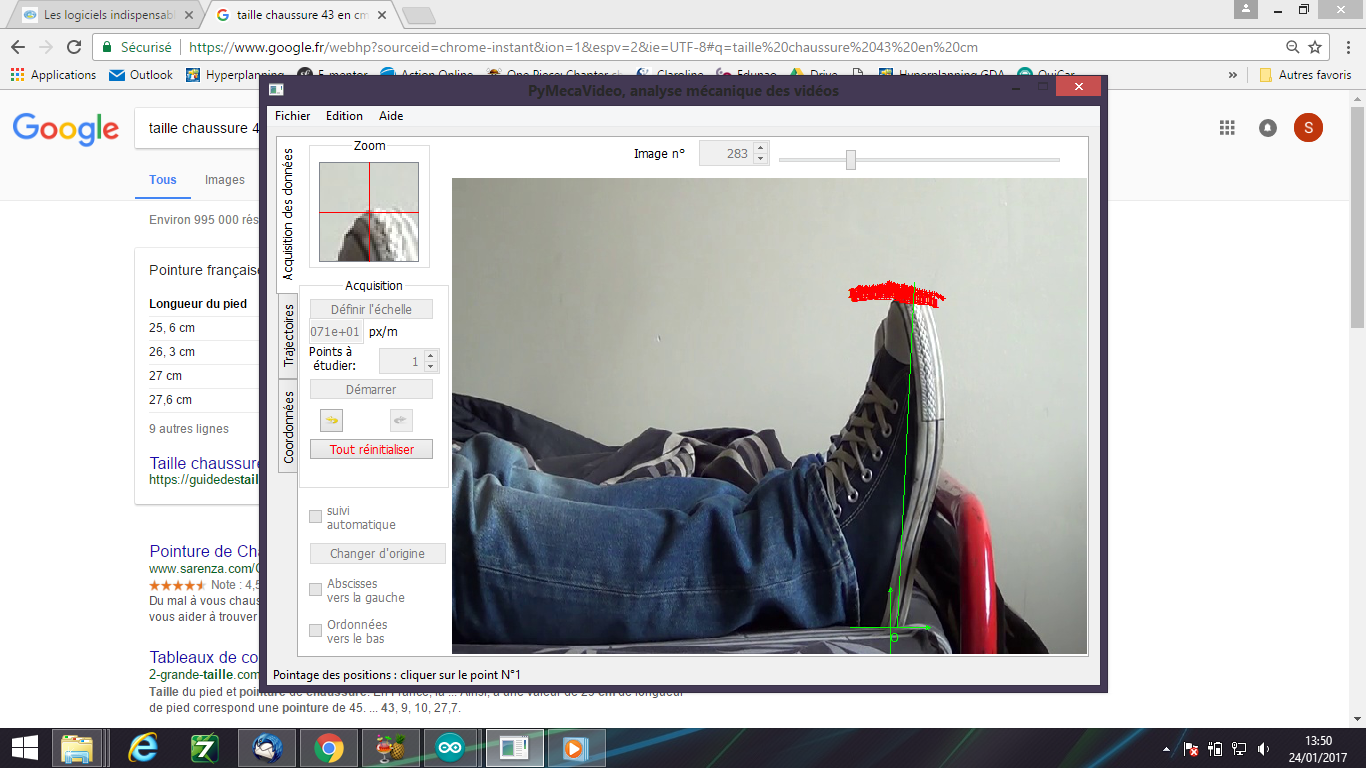 Les logiciels indispensab
taille chaussure 43 en cm
Sécurisé
https://www.google.fr/webhp?sourceid=chrome-instant&ion=1&espv=2&ie=UTF-8#q=taille%20chaussure%2043%20en%20cm
Applications
Outlook
Hyperplanning
E-mentor
Action Online
One Piece: Chapter
Claroline
Edunao
Drive
Hyperplanning GDA
OuiCar
»
Autres favoris
PyMecaVideo, analyse mécanique des vidéos
Fichier
Edition
Aide
Google
taille chaussure 4
S
Tous
Images
Environ 995 000 rés
Pointure française
Longueur du pied
25, 6 cm
26, 3 cm
27 cm
27,6 cm
9 autres lignes
Taille chaussure
https://guidedestaill
Pointure de Cha
www.sarenza.com/
Note : 4,5
Du mal à vous chaus
vous aider à trouver
Tableaux de co
2-grande-taille.com
Taille du pied et pointure de chaussure. En France, la ... Ainsi, à une valeur de 29 cm de longueur
de pied correspond une pointure de 45. ... 43, 9, 10, 27,7.
Acquisition des données
Trajectoires
Coordonnées
Zoom
Image n°
283
Acquisition
Définir l'échelle
071e+01
px/m
Points à
étudier:
1
Démarrer
Tout réinitialiser
suivi
automatique
Changer d'origine
Abscisses
vers la gauche
Ordonnées
vers le bas
Pointage des positions : cliquer sur le point N°1
13:50
24/01/2017